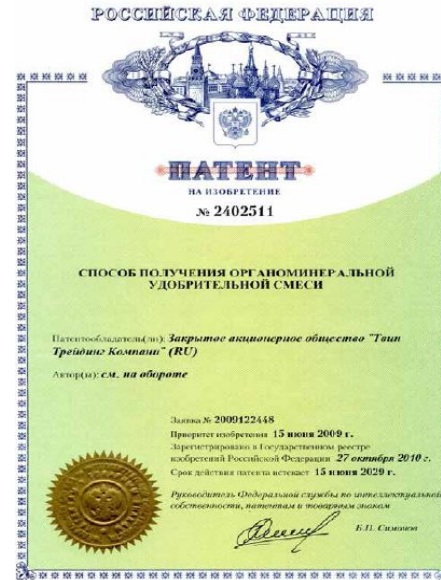 РОССИЙСКАЯ ФЕДЕРАЦИЯ
ПАТЕНТ
НА ИЗОБРЕТЕНИЕ
№ 2402511
СПОСОБ ПОЛУЧЕНИЯ ОРГАНОМИНЕРАЛЬНОЙ
УДОБРИТЕЛЬНОЙ СМЕСИ
Патентообладатель(ли): Закрытое акционерное общество "Твин
Трейдинг Компани" (RU)
Автор(ы): см. на обороте
Заявка № 2009122448
Приоритет изобретения 15 июня 2009 г.
Зарегистрировано в Государственном реестре
изобретений Российской Федерации 27 октября 2010 г.
Срок действия патента истекает 15 июня 2029 г.
Руководитель Федеральной службы по интеллектуальной
собственности, патентам и товарным знакам
Б.П. Симонов